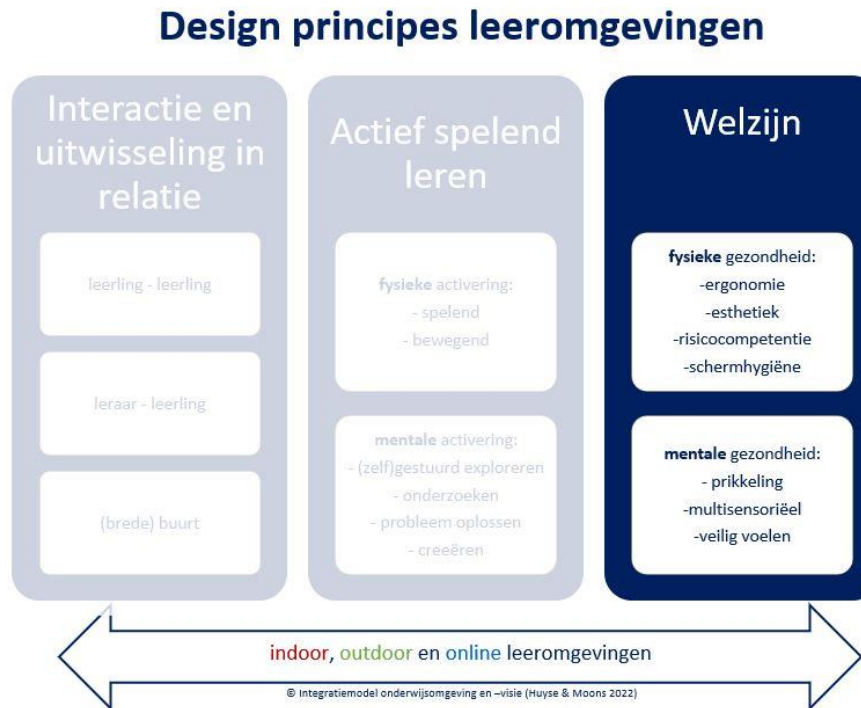 Design principes leeromgevingen
Interactie en
uitwisseling in
relatie
leerling - leerling
leraar - leerling
(brede) buurt
Actief spelend
leren
fysieke activering:
- spelend
- bewegend
mentale activering:
- (zelf)gestuurd exploreren
- onderzoeken
- probleem oplossen
- creeëren
Welzijn
fysieke gezondheid:
-ergonomie
-esthetiek
-risicocompetentie
-schermhygiëne
mentale gezondheid:
- prikkeling
-multisensoriëel
-veilig voelen
indoor, outdoor en online leeromgevingen
© Integratiemodel onderwijsomgeving en –visie (Huyse & Moons 2022)